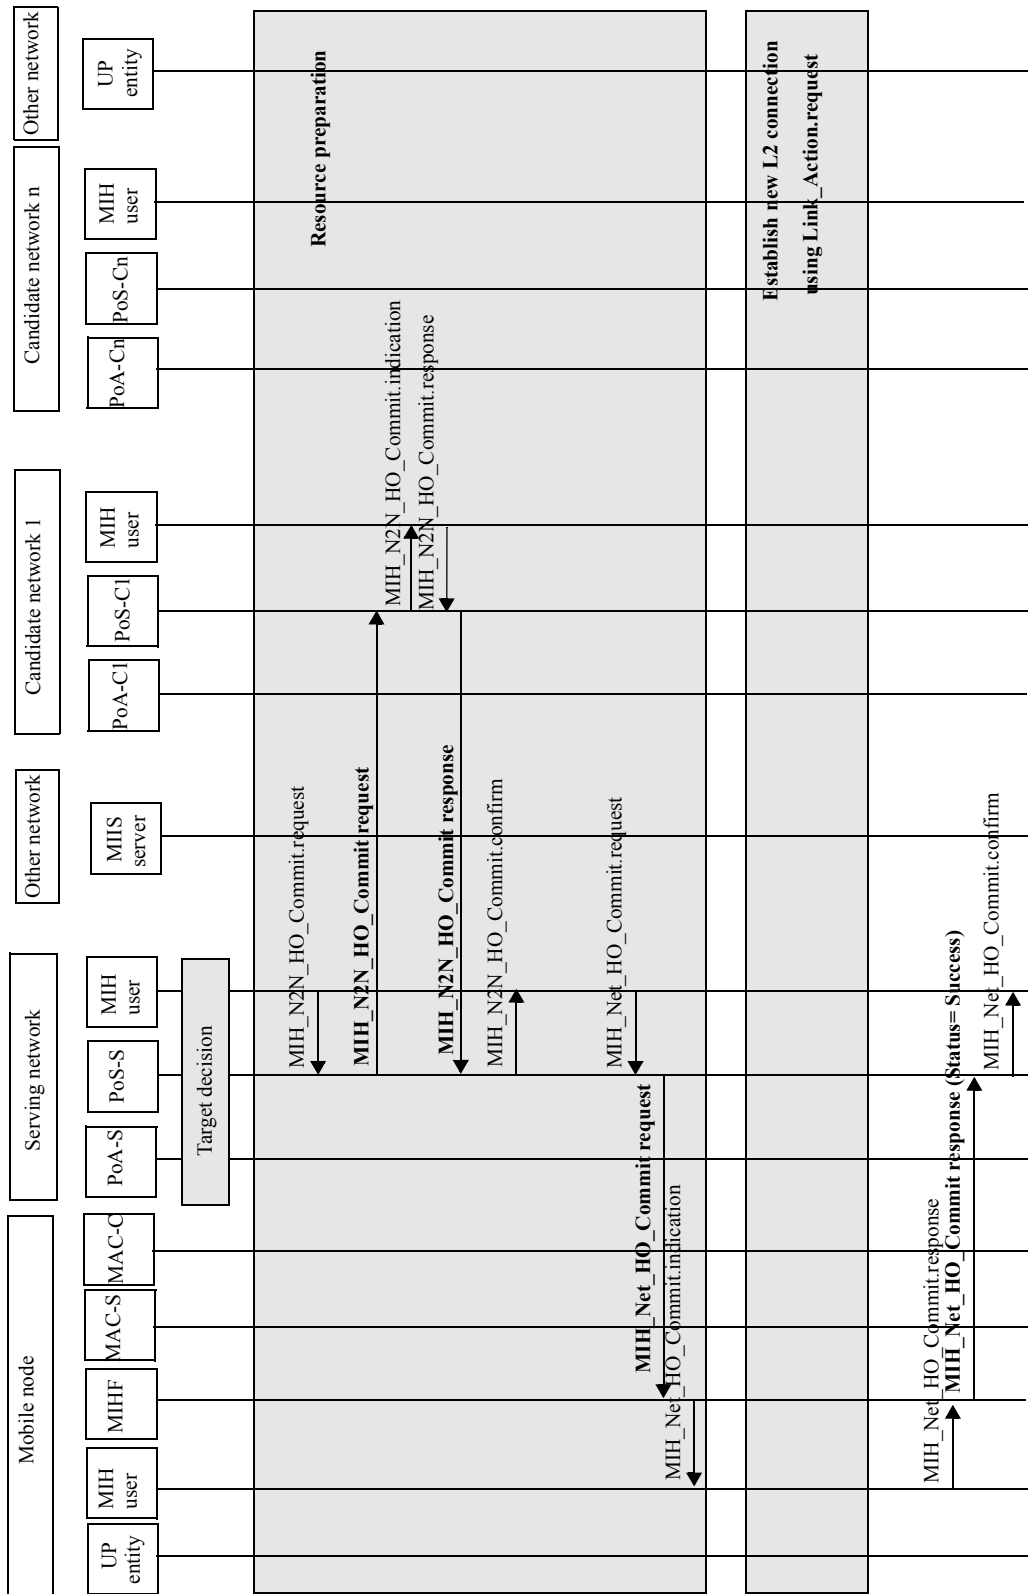 Mobile node
Serving network
Other network
Candidate network 1
Candidate network n
Other network
UP
entity
MIH
user
MIHF
MAC-S
MAC-C
PoA-S
PoS-S
MIH
user
MIIS
server
PoA-C1
PoS-C1
MIH
user
PoA-Cn
PoS-Cn
MIH
user
UP
entity
Target decision
Resource preparation
MIH_N2N_HO_Commit.request
MIH_N2N_HO_Commit request
MIH_N2N_HO_Commit.indication
MIH_N2N_HO_Commit.response
MIH_N2N_HO_Commit response
MIH_N2N_HO_Commit.confirm
MIH_Net_HO_Commit.request
MIH_Net_HO_Commit request
MIH_Net_HO_Commit.indication
Establish new L2 connection
using Link_Action.request
MIH_Net_HO_Commit.response
MIH_Net_HO_Commit response (Status= Success)
MIH_Net_HO_Commit.confirm